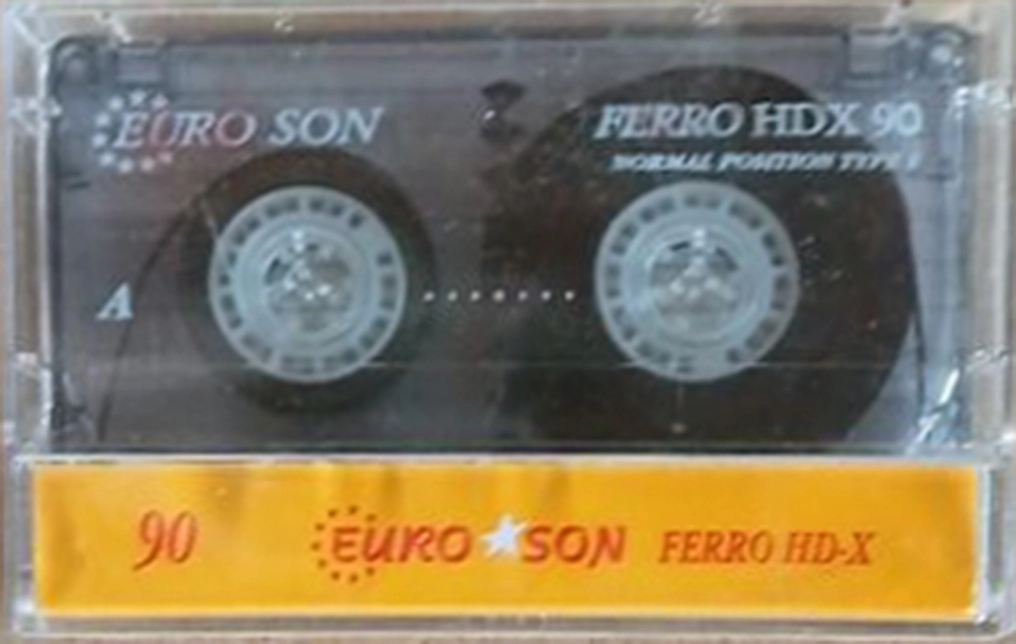 EURO SON
FERRO HDX 90
NORMAL POSITION TYPE I
A
90 EURO SON FERRO HD-X